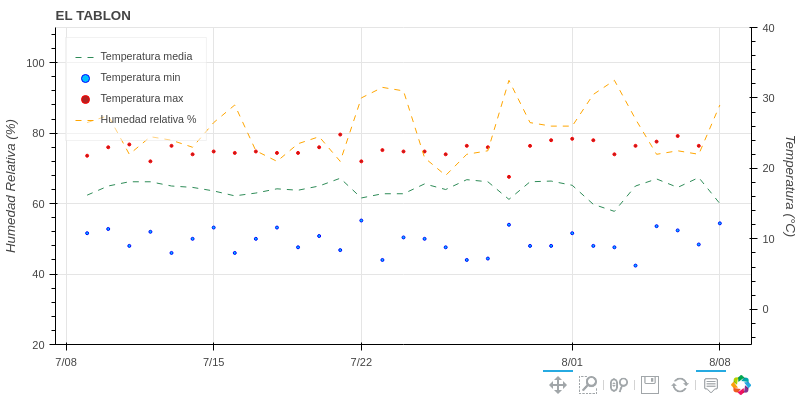 EL TABLON
Temperatura media
Temperatura min
Temperatura max
Humedad relativa %
Humedad Relativa (%)
100
80
60
40
20
Temperatura (°C)
40
30
20
10
0
7/08
7/15
7/22
8/01
8/08